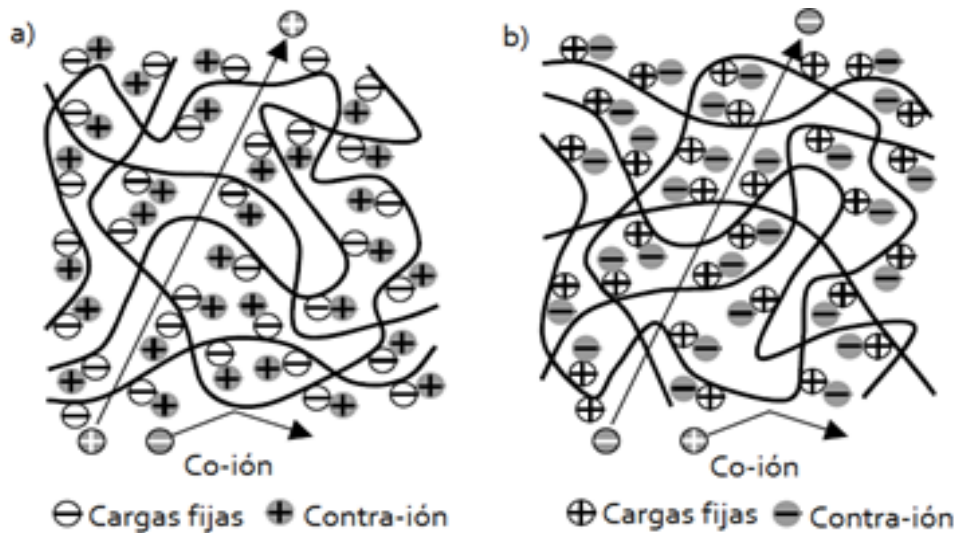 a)
b)
Co-ión
Co-ión
Cargas fijas
Contra-ión
Cargas fijas
Contra-ión